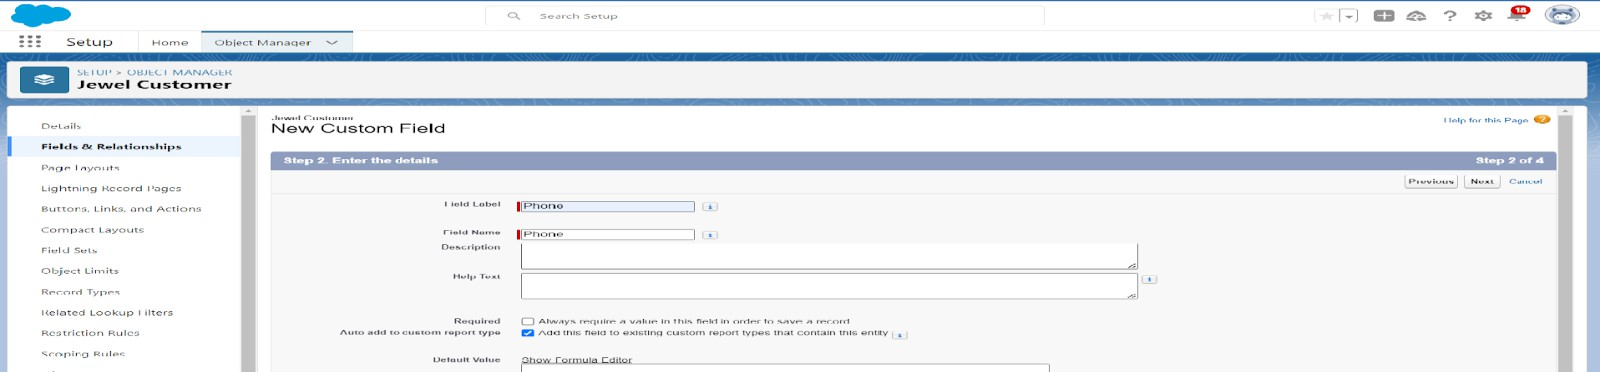 Search Setup
18
Setup
Home
Object Manager
SETUP > OBJECT MANAGER
Jewel Customer
Details
Fields & Relationships
Page Layouts
Lightning Record Pages
Buttons, Links, and Actions
Compact Layouts
Field Sets
Object Limits
Record Types
Related Lookup Filters
Restriction Rules
Scoping Rules
Jewel Customer
New Custom Field
Help for this Page ?
Step 2. Enter the details
Step 2 of 4
Previous Next Cancel
Field Label Phone i
Field Name Phone i
Description
Help Text i
Required Always require a value in this field in order to save a record
Auto add to custom report type Add this field to existing custom report types that contain this entity i
Default Value Show Formula Editor